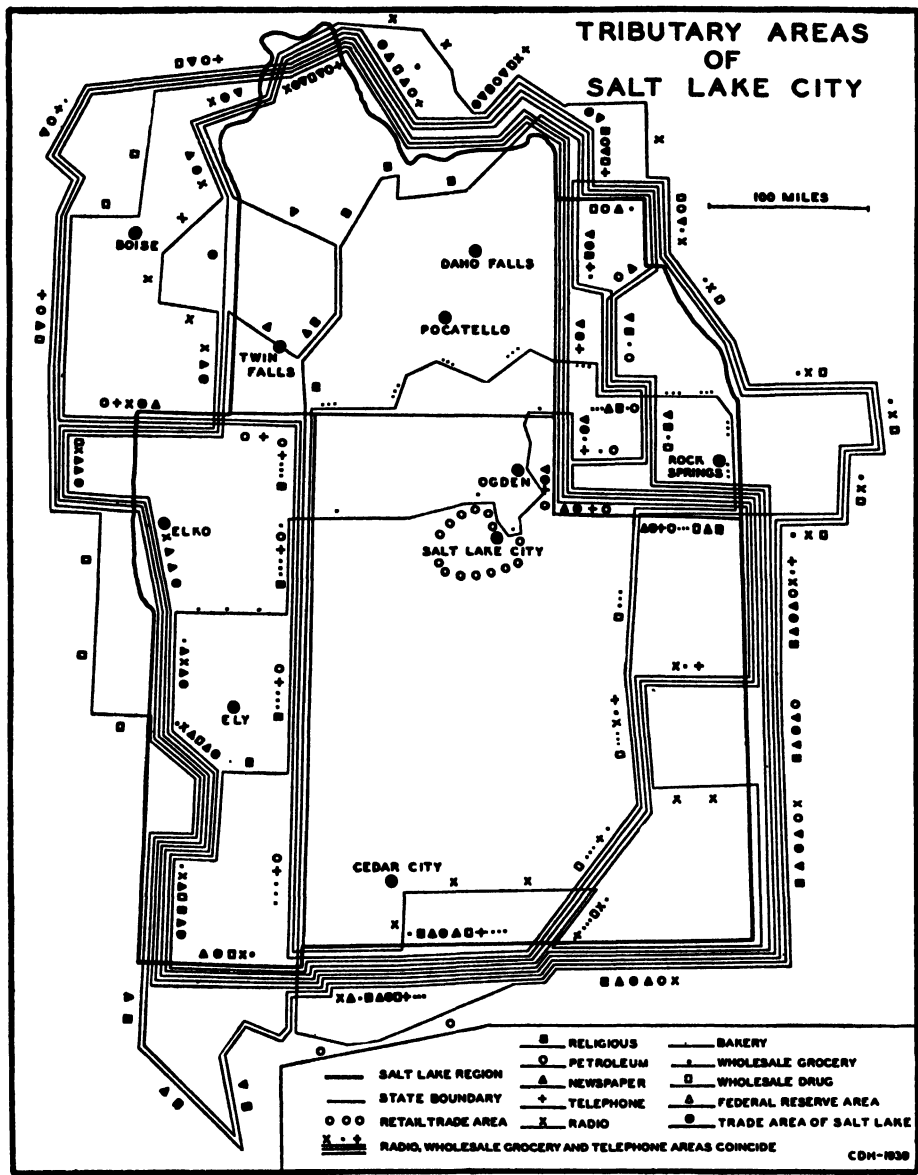 TRIBUTARY AREAS
OF
SALT LAKE CITY
100 MILES
BOISE
DAHO FALLS
POCATELLO
TWIN
FALLS
ROCK
SPRINGS
OGDEN
ELKO
SALT LAKE CITY
ELY
CEDAR CITY
SALT LAKE REGION
STATE BOUNDARY
RETAIL TRADE AREA
RELIGIOUS
PETROLEUM
NEWSPAPER
TELEPHONE
RADIO
BAKERY
WHOLESALE GROCERY
WHOLESALE DRUG
FEDERAL RESERVE AREA
TRADE AREA OF SALT LAKE
RADIO, WHOLESALE GROCERY AND TELEPHONE AREAS COINCIDE
CDH-1939